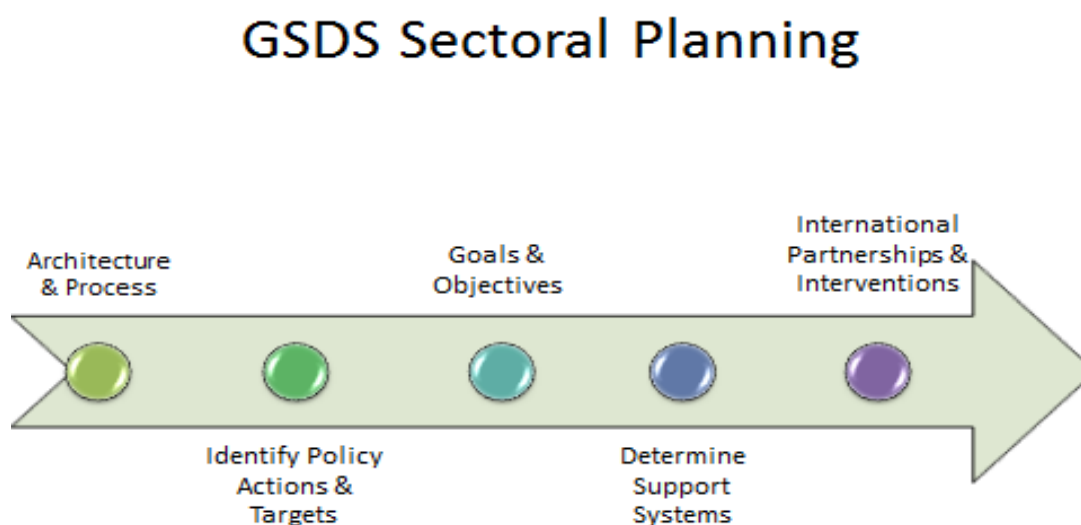 GSDS Sectoral Planning
Architecture
& Process
Identify Policy
Actions &
Targets
Goals &
Objectives
Determine
Support
Systems
International
Partnerships &
Interventions